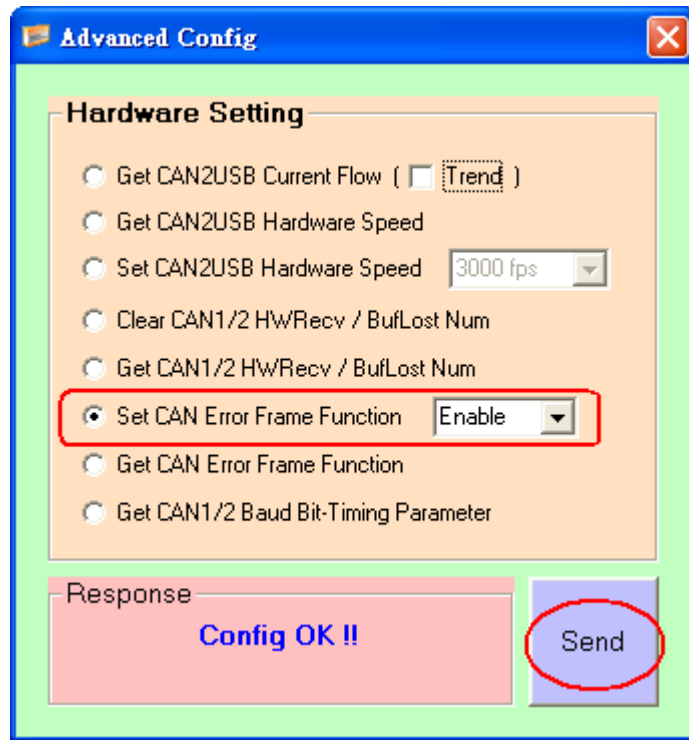 Advanced Config
Hardware Setting
Get CAN2USB Current Flow ( Trend )
Get CAN2USB Hardware Speed
Set CAN2USB Hardware Speed 3000 fps
Clear CAN1/2 HWRecv / BufLost Num
Get CAN1/2 HWRecv / BufLost Num
Set CAN Error Frame Function Enable
Get CAN Error Frame Function
Get CAN1/2 Baud Bit-Timing Parameter
Response
Config OK !!
Send